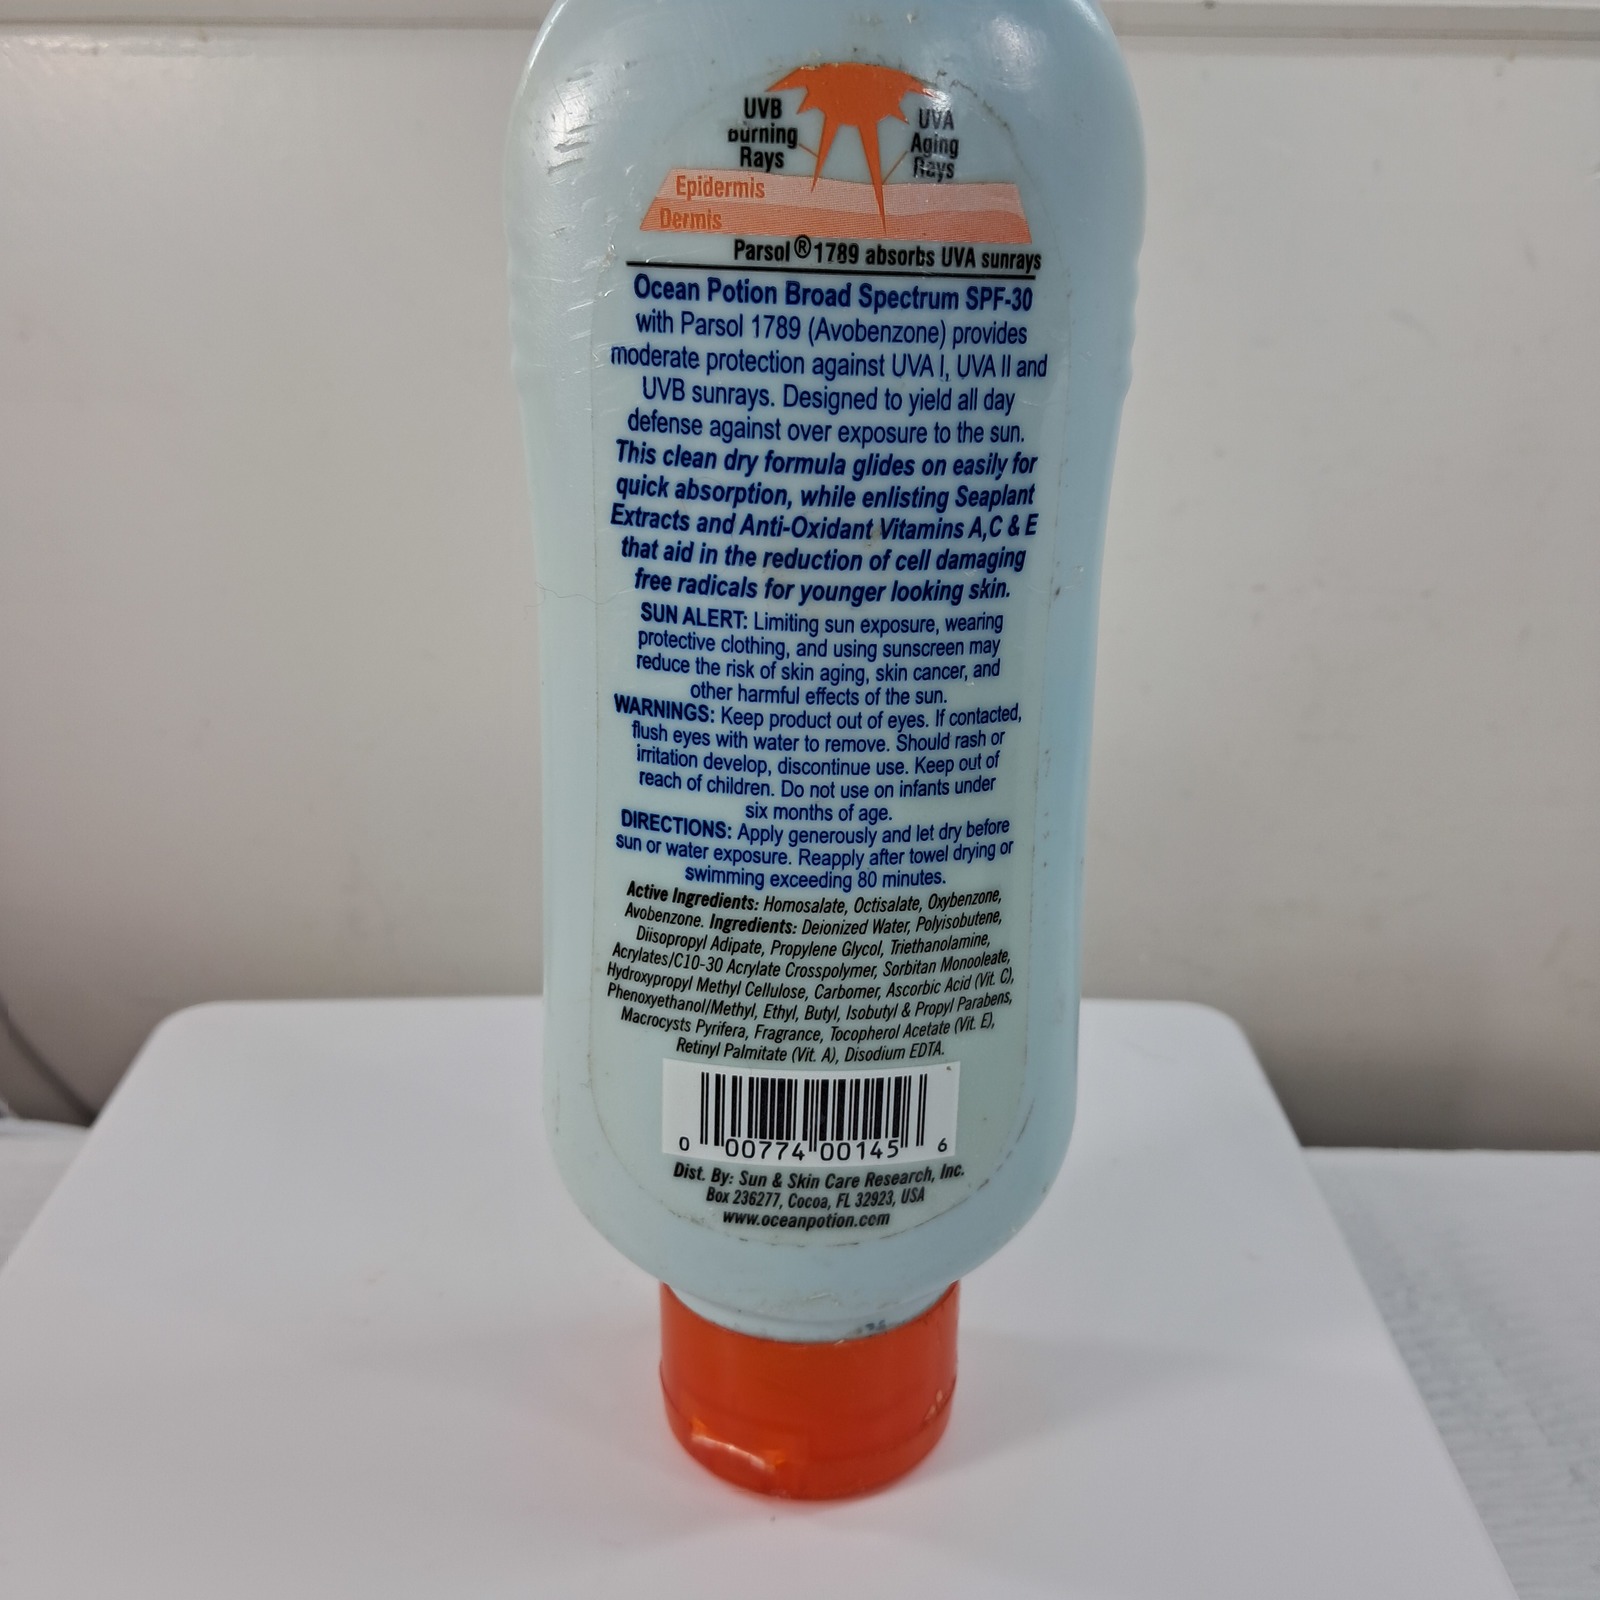 UVB
Burning
Rays
UVA
Aging
Rays
Epidermis
Dermis
Parsol®1789 absorbs UVA sunrays
Ocean Potion Broad Spectrum SPF-30
with Parsol 1789 (Avobenzone) provides
moderate protection against UVA I, UVA II and
UVB sunrays. Designed to yield all day
defense against over exposure to the sun.
This clean dry formula glides on easily for
quick absorption, while enlisting Seaplant
Extracts and Anti-Oxidant Vitamins A,C & E
that aid in the reduction of cell damaging
free radicals for younger looking skin.
SUN ALERT: Limiting sun exposure, wearing
protective clothing, and using sunscreen may
reduce the risk of skin aging, skin cancer, and
other harmful effects of the sun.
WARNINGS: Keep product out of eyes. If contacted,
flush eyes with water to remove. Should rash or
irritation develop, discontinue use. Keep out of
reach of children. Do not use on infants under
six months of age.
DIRECTIONS: Apply generously and let dry before
sun or water exposure. Reapply after towel drying or
swimming exceeding 80 minutes.
Active Ingredients: Homosalate, Octisalate, Oxybenzone,
Avobenzone. Ingredients: Deionized Water, Polyisobutene,
Diisopropyl Adipate, Propylene Glycol, Triethanolamine,
Acrylates/C10-30 Acrylate Crosspolymer, Sorbitan Monooleate,
Hydroxypropyl Methyl Cellulose, Carbomer, Ascorbic Acid (Vit. C),
Phenoxyethanol/Methyl, Ethyl, Butyl, Isobutyl & Propyl Parabens,
Macrocysts Pyrifera, Fragrance, Tocopherol Acetate (Vit. E),
Retinyl Palmitate (Vit. A), Disodium EDTA.
0 00774 00145 6
Dist. By: Sun & Skin Care Research, Inc.
Box 236277, Cocoa, FL 32923, USA
www.oceanpotion.com